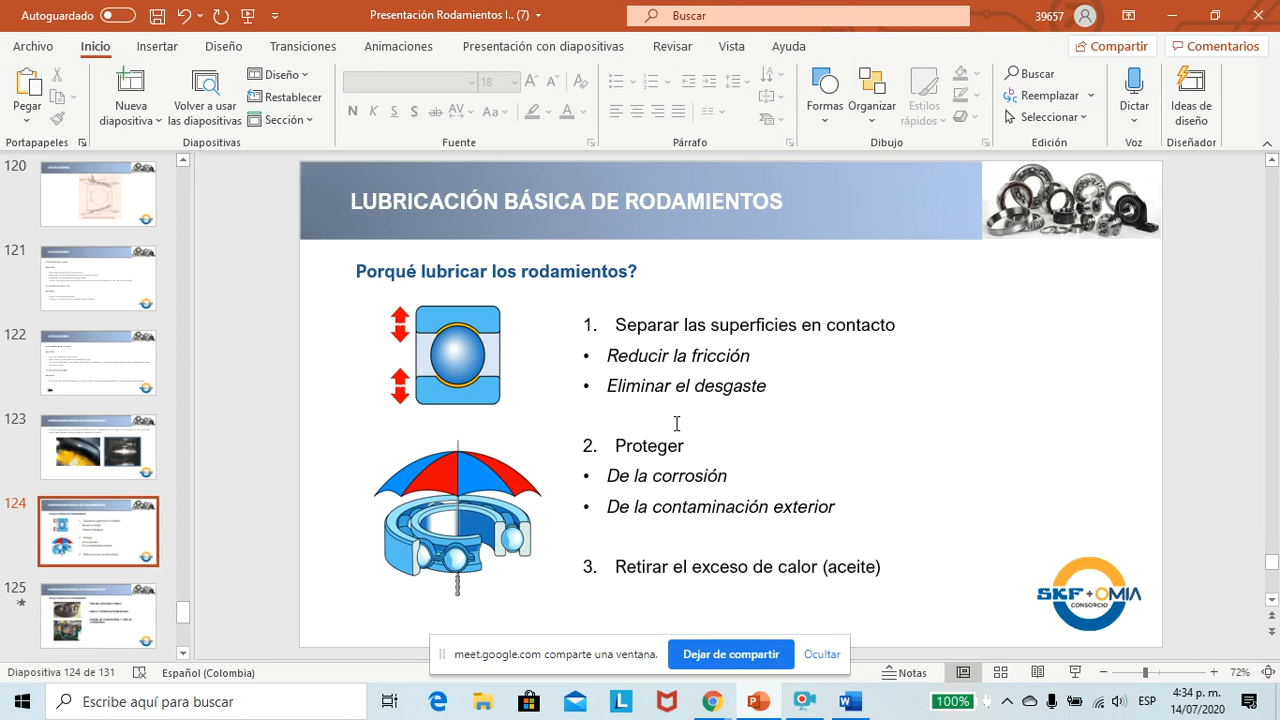 Autoguardado
Presentación Rodamientos I.. (7)
Buscar
39657
Archivo
Inicio
Insertar
Diseño
Transiciones
Animaciones
Presentación con diapositivas
Revisar
Vista
Ayuda
Compartir
Comentarios
Pegar
Nueva diapositiva
Volver a usar las diapositivas
Diseño
Restablecer
Sección
18
N K S S ab AV Aa A
Formas
Organizar
Estilos rápidos
Buscar
Reemplazar
Seleccionar
Dictar
Ideas de diseño
Portapapeles
Diapositivas
Fuente
Párrafo
Dibujo
Edición
Voz
Diseñador
120
121
122
123
124
125
LUBRICACIÓN BÁSICA DE RODAMIENTOS
Porqué lubricar los rodamientos?
1. Separar las superficies en contacto
• Reducir la fricción
• Eliminar el desgaste
2. Proteger
• De la corrosión
• De la contaminación exterior
3. Retirar el exceso de calor (aceite)
SKF + OMIA
CONSORCIO
meet.google.com comparte una ventana.
Dejar de compartir
Ocultar
Diapositiva 124 de 131
Español (Colombia)
Notas
72%
Escribe aquí para buscar
100%
ESP
4:34 p. m.
14/07/2020